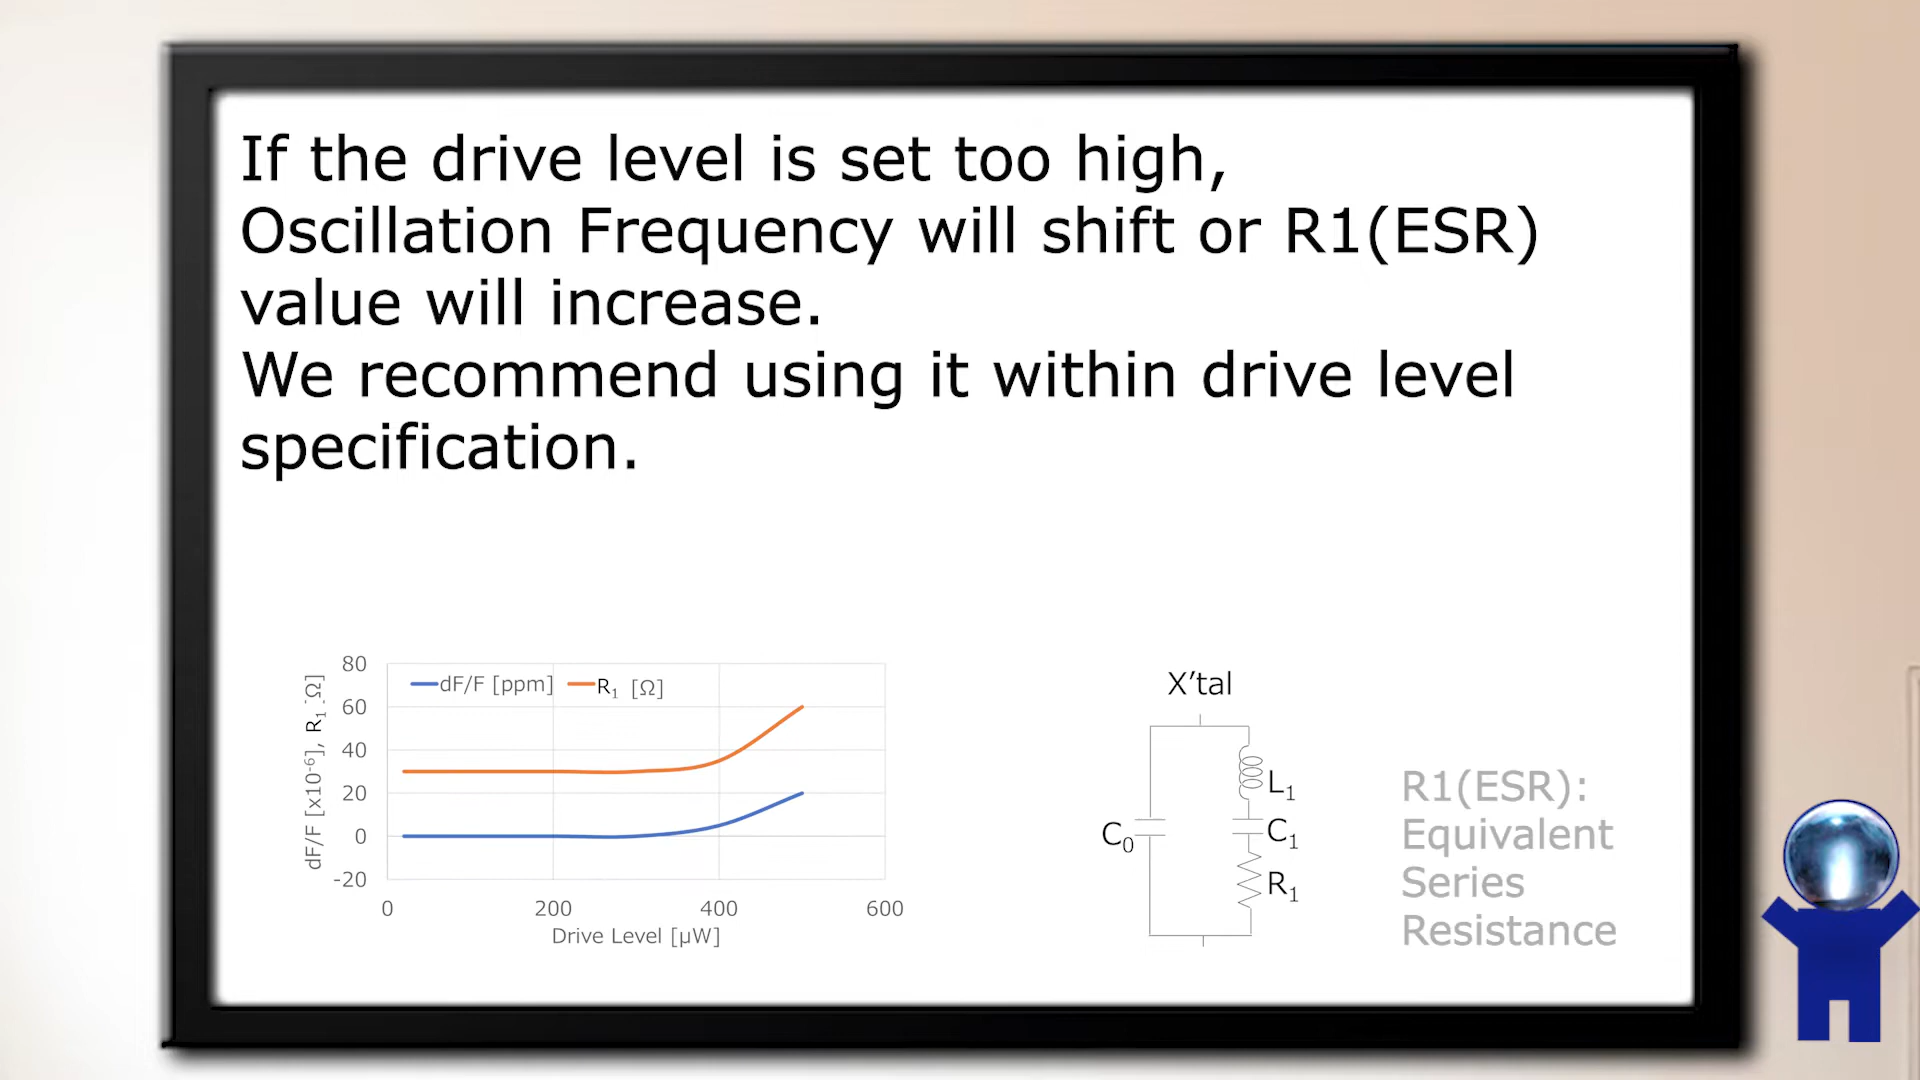 If the drive level is set too high,
Oscillation Frequency will shift or R1(ESR)
value will increase.
We recommend using it within drive level
specification.
80
60
40
20
0
-20
dF/F [ppm]
R₁ [Ω]
dF/F [x10⁻⁶], R₁ [Ω]
0
200
400
600
Drive Level [μW]
X’tal
L₁
C₀
C₁
R₁
R1(ESR):
Equivalent
Series
Resistance